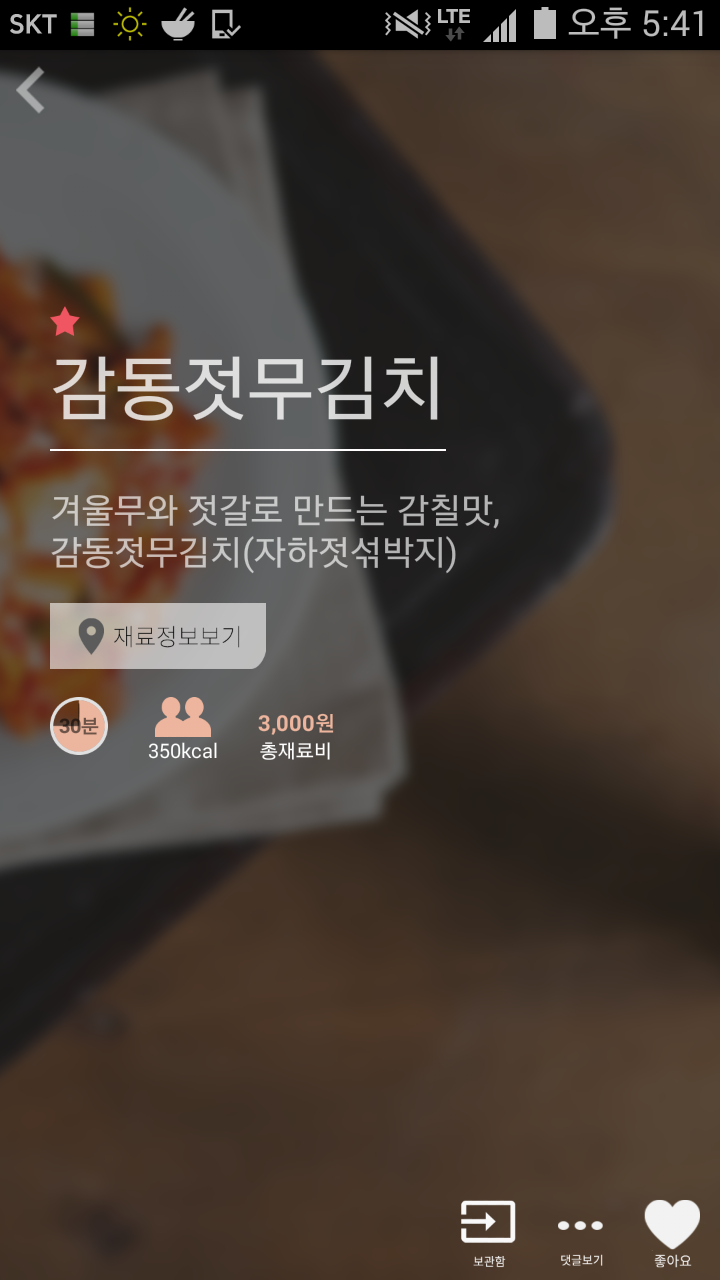 SKT LTE 오후 5:41
감동젓무김치
겨울무와 젓갈로 만드는 감칠맛,
감동젓무김치(자하젓섞박지)
재료정보보기
30분
350kcal
3,000원
총재료비
보관함 댓글보기 좋아요